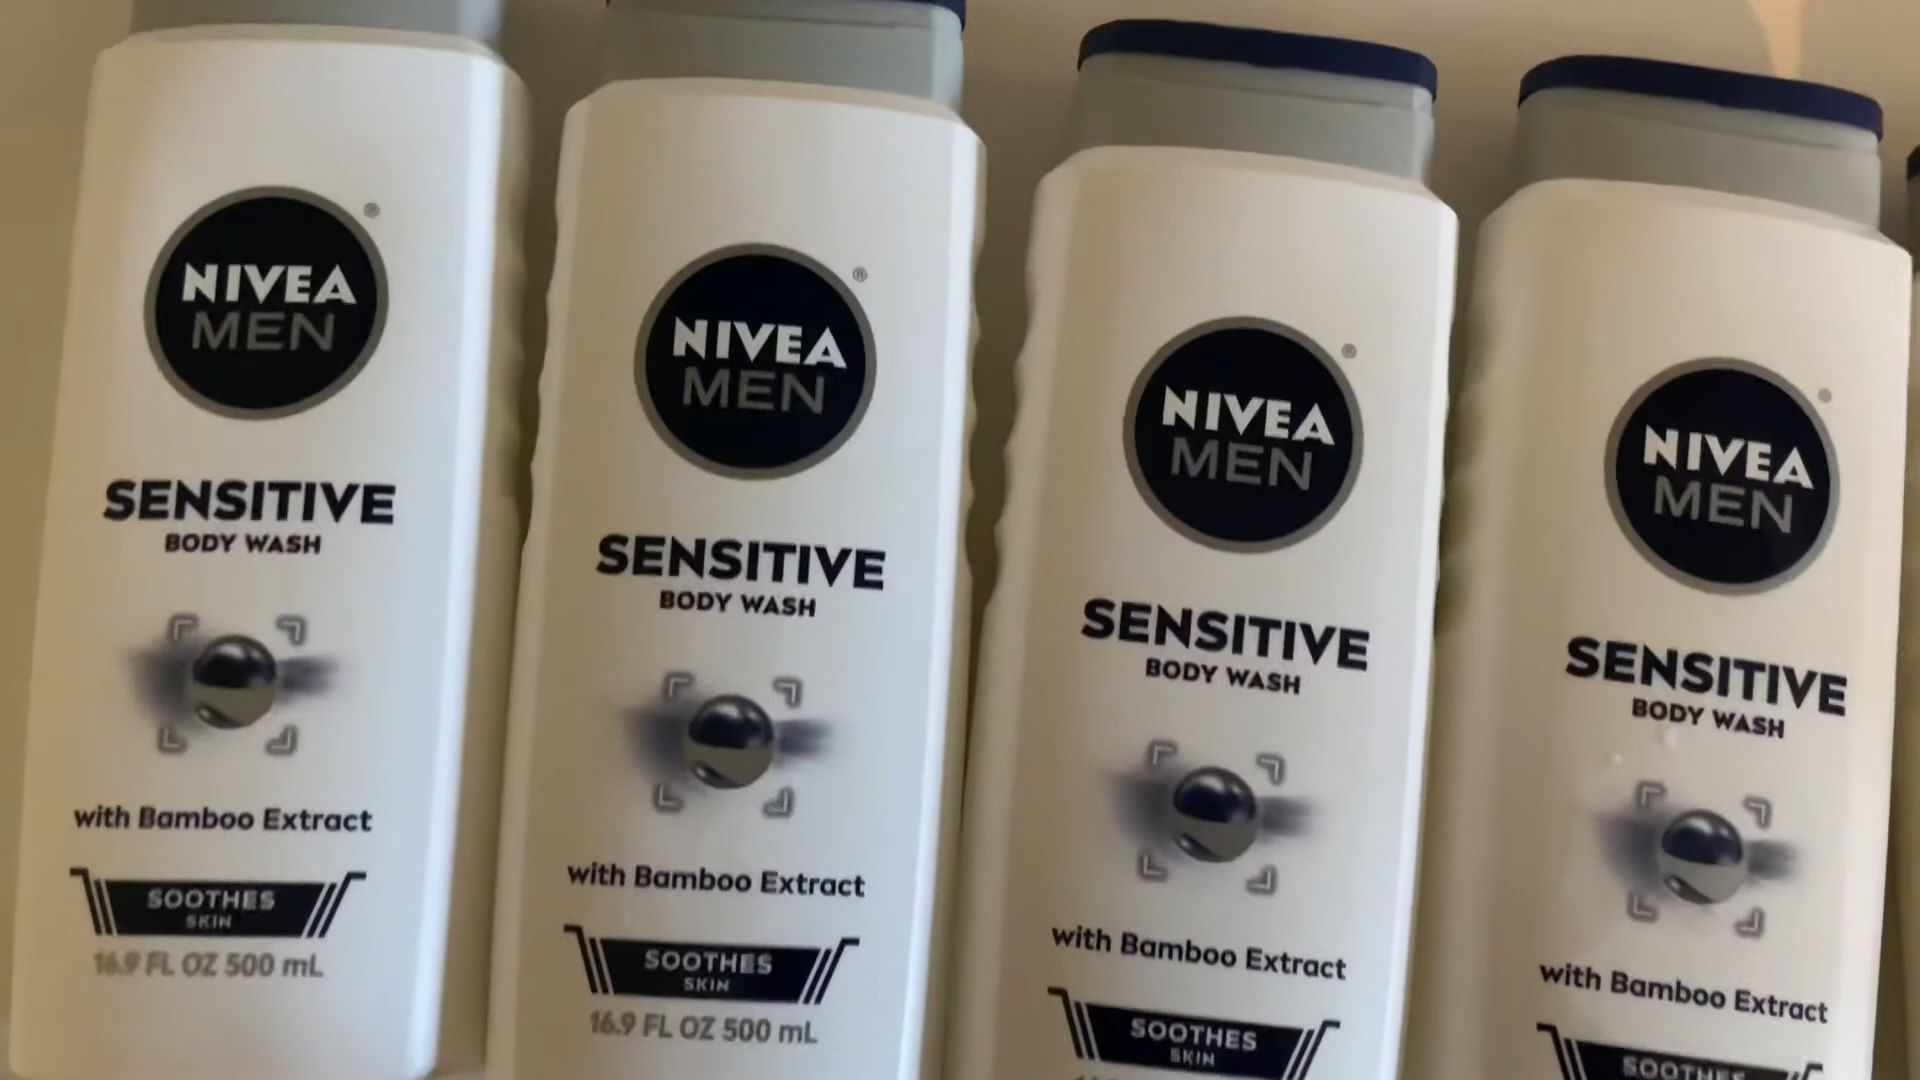 NIVEA
MEN
®
SENSITIVE
BODY WASH
with Bamboo Extract
SOOTHES
SKIN
16.9 FL OZ 500 mL
NIVEA
MEN
®
SENSITIVE
BODY WASH
with Bamboo Extract
SOOTHES
SKIN
16.9 FL OZ 500 mL
NIVEA
MEN
®
SENSITIVE
BODY WASH
with Bamboo Extract
SOOTHES
SKIN
NIVEA
MEN
®
SENSITIVE
BODY WASH
with Bamboo Extract
SOOTHES